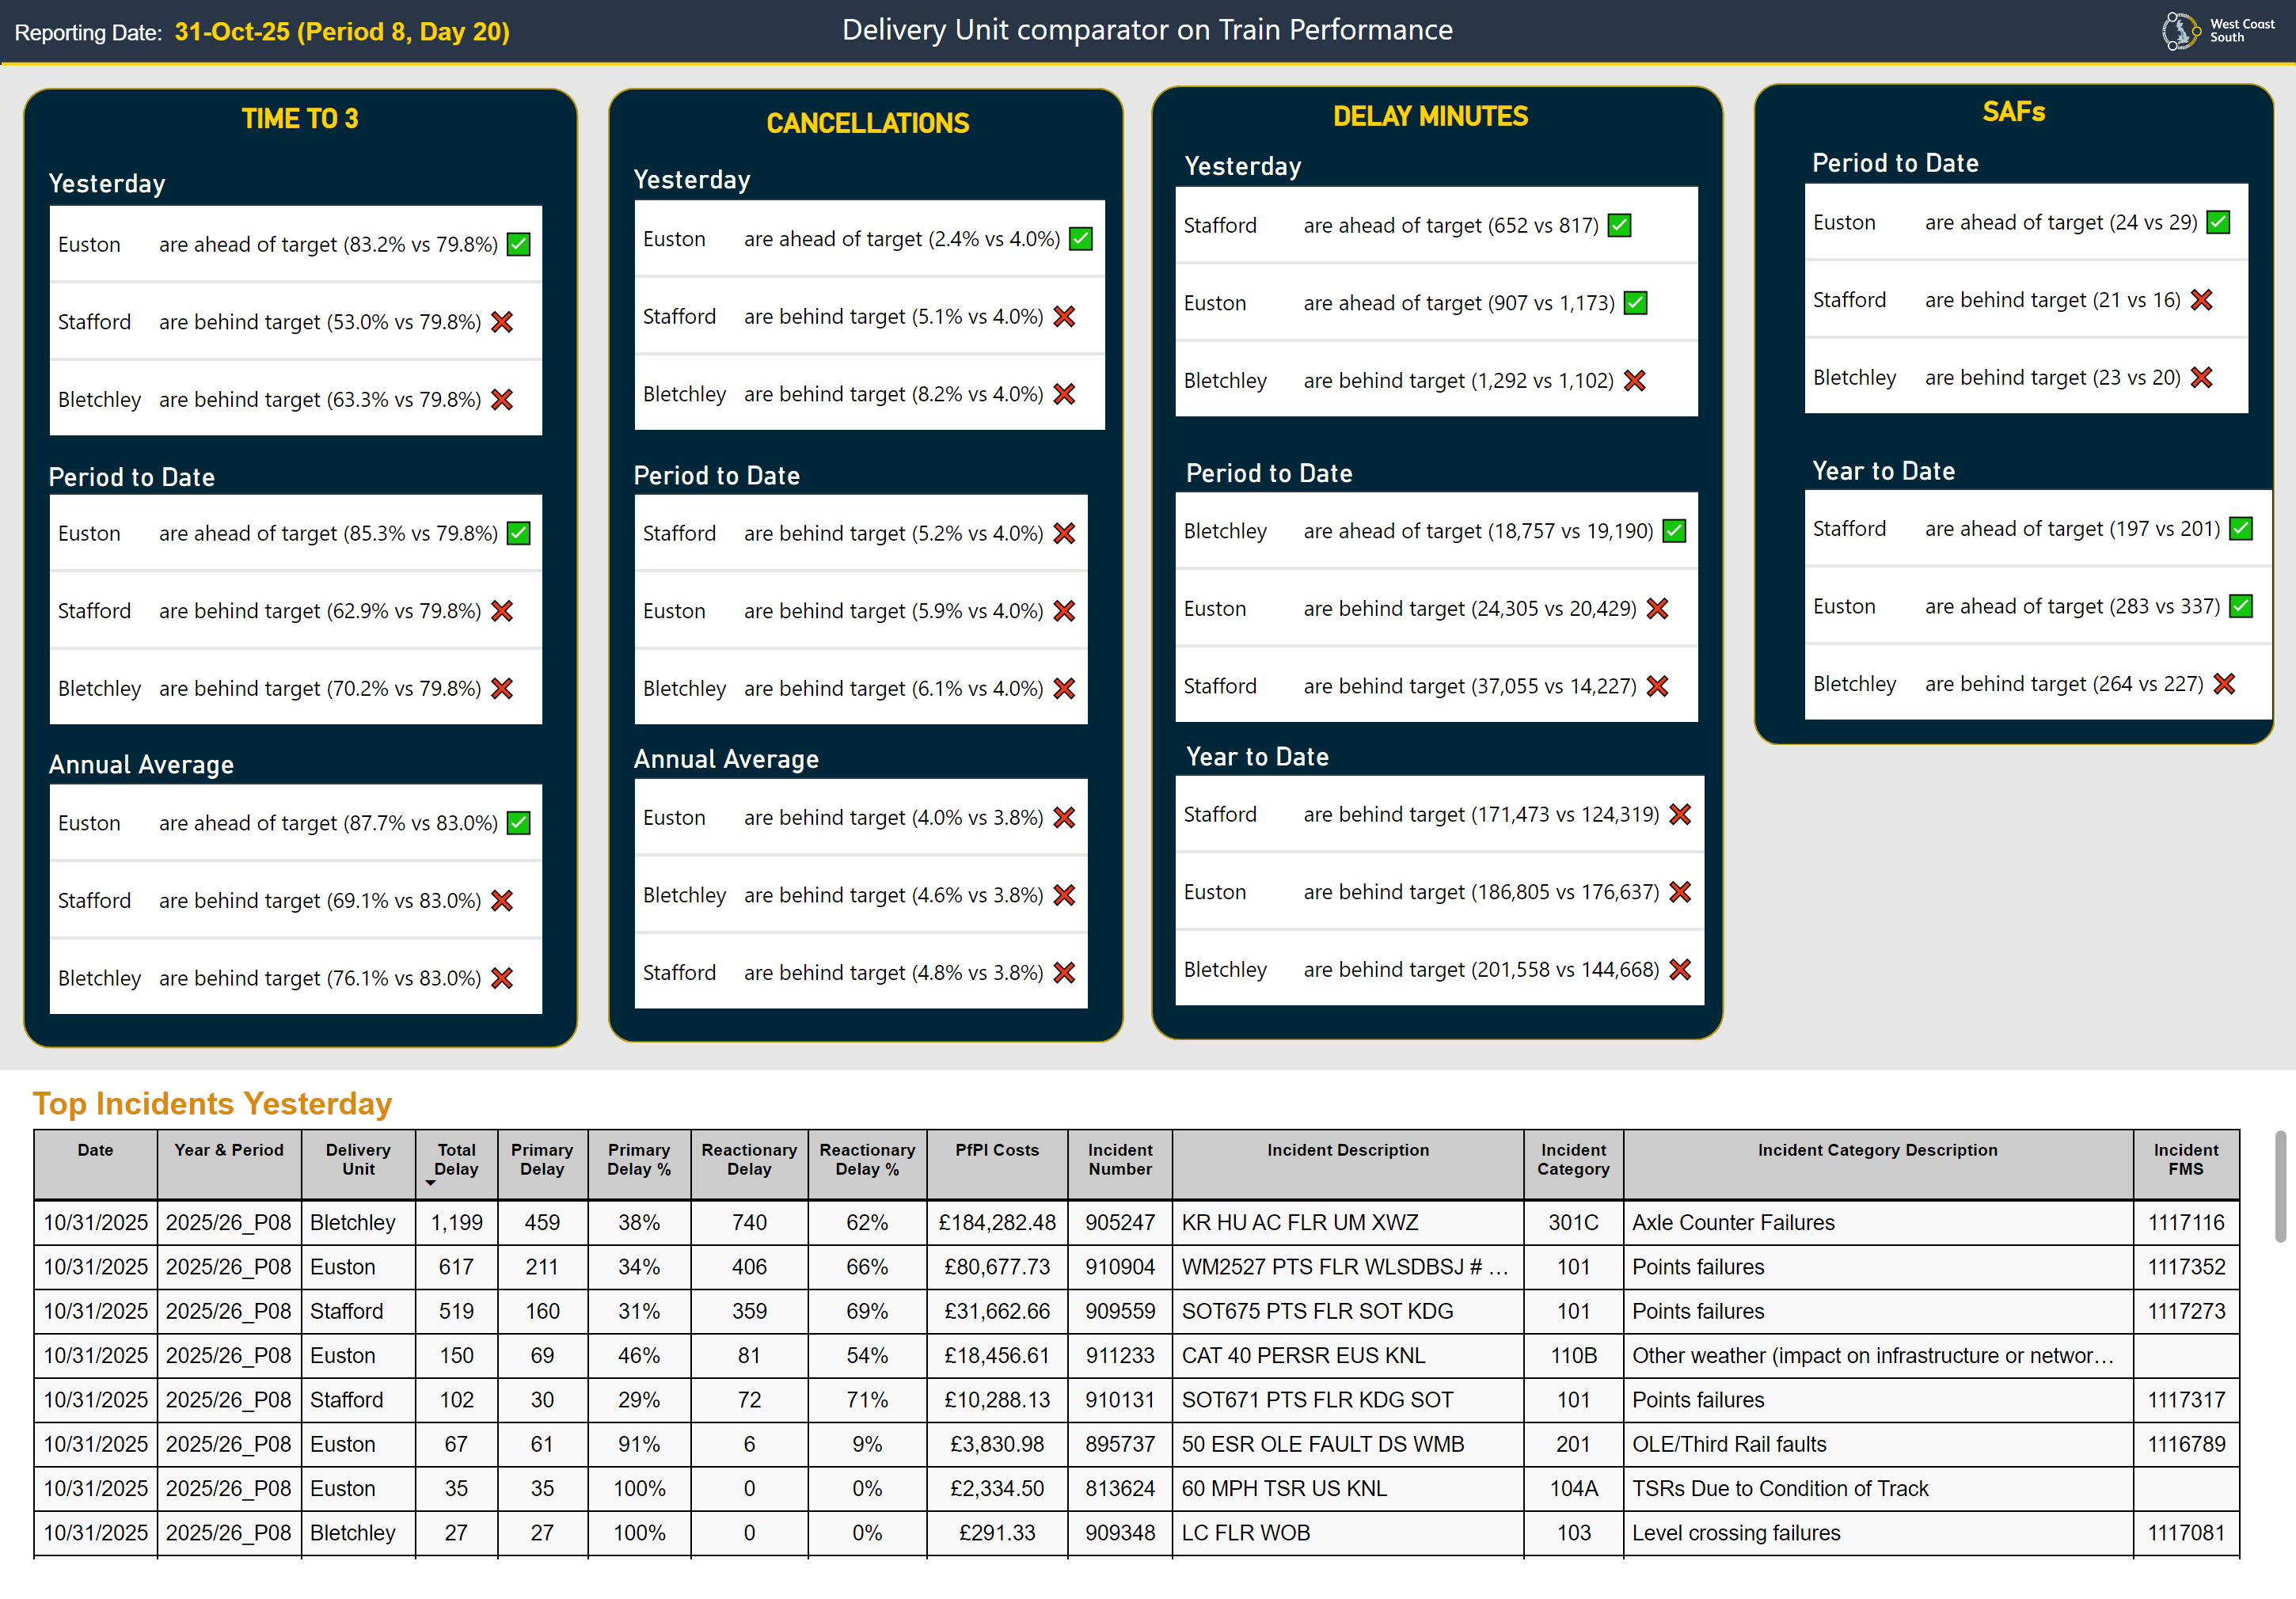 Reporting Date: 31-Oct-25 (Period 8, Day 20)
Delivery Unit comparator on Train Performance
West Coast
South
TIME TO 3
Yesterday
Euston are ahead of target (83.2% vs 79.8%) ✅
Stafford are behind target (53.0% vs 79.8%) ❌
Bletchley are behind target (63.3% vs 79.8%) ❌
Period to Date
Euston are ahead of target (85.3% vs 79.8%) ✅
Stafford are behind target (62.9% vs 79.8%) ❌
Bletchley are behind target (70.2% vs 79.8%) ❌
Annual Average
Euston are ahead of target (87.7% vs 83.0%) ✅
Stafford are behind target (69.1% vs 83.0%) ❌
Bletchley are behind target (76.1% vs 83.0%) ❌
CANCELLATIONS
Yesterday
Euston are ahead of target (2.4% vs 4.0%) ✅
Stafford are behind target (5.1% vs 4.0%) ❌
Bletchley are behind target (8.2% vs 4.0%) ❌
Period to Date
Stafford are behind target (5.2% vs 4.0%) ❌
Euston are behind target (5.9% vs 4.0%) ❌
Bletchley are behind target (6.1% vs 4.0%) ❌
Annual Average
Euston are behind target (4.0% vs 3.8%) ❌
Bletchley are behind target (4.6% vs 3.8%) ❌
Stafford are behind target (4.8% vs 3.8%) ❌
DELAY MINUTES
Yesterday
Stafford are ahead of target (652 vs 817) ✅
Euston are ahead of target (907 vs 1,173) ✅
Bletchley are behind target (1,292 vs 1,102) ❌
Period to Date
Bletchley are ahead of target (18,757 vs 19,190) ✅
Euston are behind target (24,305 vs 20,429) ❌
Stafford are behind target (37,055 vs 14,227) ❌
Year to Date
Stafford are behind target (171,473 vs 124,319) ❌
Euston are behind target (186,805 vs 176,637) ❌
Bletchley are behind target (201,558 vs 144,668) ❌
SAFs
Period to Date
Euston are ahead of target (24 vs 29) ✅
Stafford are behind target (21 vs 16) ❌
Bletchley are behind target (23 vs 20) ❌
Year to Date
Stafford are ahead of target (197 vs 201) ✅
Euston are ahead of target (283 vs 337) ✅
Bletchley are behind target (264 vs 227) ❌
Top Incidents Yesterday
Date Year & Period Delivery Unit Total Delay Primary Delay Primary Delay % Reactionary Delay Reactionary Delay % PfPI Costs Incident Number Incident Description Incident Category Incident Category Description Incident FMS
10/31/2025 2025/26_P08 Bletchley 1,199 459 38% 740 62% £184,282.48 905247 KR HU AC FLR UM XWZ 301C Axle Counter Failures 1117116
10/31/2025 2025/26_P08 Euston 617 211 34% 406 66% £80,677.73 910904 WM2527 PTS FLR WLSDBSJ # … 101 Points failures 1117352
10/31/2025 2025/26_P08 Stafford 519 160 31% 359 69% £31,662.66 909559 SOT675 PTS FLR SOT KDG 101 Points failures 1117273
10/31/2025 2025/26_P08 Euston 150 69 46% 81 54% £18,456.61 911233 CAT 40 PERSR EUS KNL 110B Other weather (impact on infrastructure or networ…
10/31/2025 2025/26_P08 Stafford 102 30 29% 72 71% £10,288.13 910131 SOT671 PTS FLR KDG SOT 101 Points failures 1117317
10/31/2025 2025/26_P08 Euston 67 61 91% 6 9% £3,830.98 895737 50 ESR OLE FAULT DS WMB 201 OLE/Third Rail faults 1116789
10/31/2025 2025/26_P08 Euston 35 35 100% 0 0% £2,334.50 813624 60 MPH TSR US KNL 104A TSRs Due to Condition of Track
10/31/2025 2025/26_P08 Bletchley 27 27 100% 0 0% £291.33 909348 LC FLR WOB 103 Level crossing failures 1117081